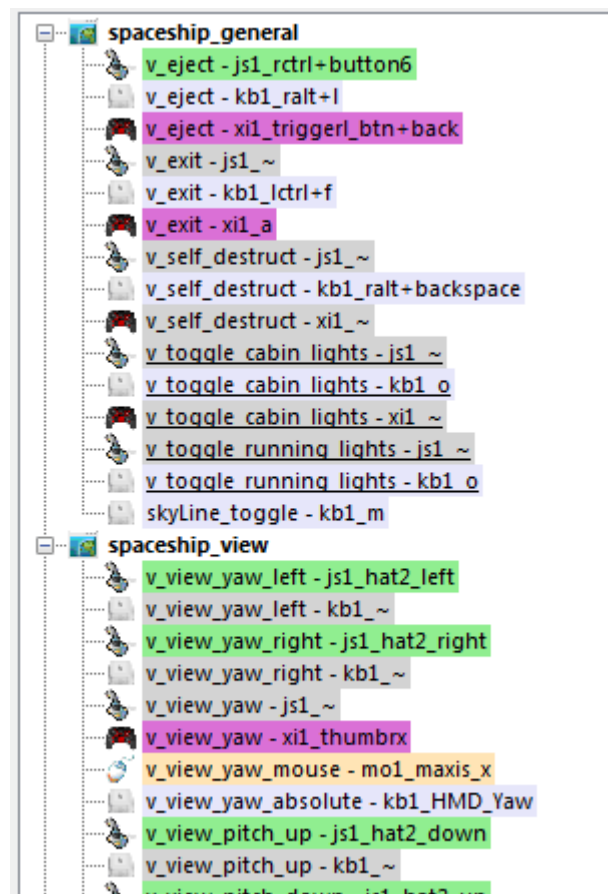 spaceship_general
v_eject - js1_rctrl+button6
v_eject - kb1_ralt+l
v_eject - xi1_triggerl_btn+back
v_exit - js1_~
v_exit - kb1_lctrl+f
v_exit - xi1_a
v_self_destruct - js1_~
v_self_destruct - kb1_ralt+backspace
v_self_destruct - xi1_~
v_toggle_cabin_lights - js1_~
v_toggle_cabin_lights - kb1_o
v_toggle_cabin_lights - xi1_~
v_toggle_running_lights - js1_~
v_toggle_running_lights - kb1_o
skyLine_toggle - kb1_m
spaceship_view
v_view_yaw_left - js1_hat2_left
v_view_yaw_left - kb1_~
v_view_yaw_right - js1_hat2_right
v_view_yaw_right - kb1_~
v_view_yaw - js1_~
v_view_yaw - xi1_thumbrx
v_view_yaw_mouse - mo1_maxis_x
v_view_yaw_absolute - kb1_HMD_Yaw
v_view_pitch_up - js1_hat2_down
v_view_pitch_up - kb1_~
v_view_pitch_down - js1_hat2_up